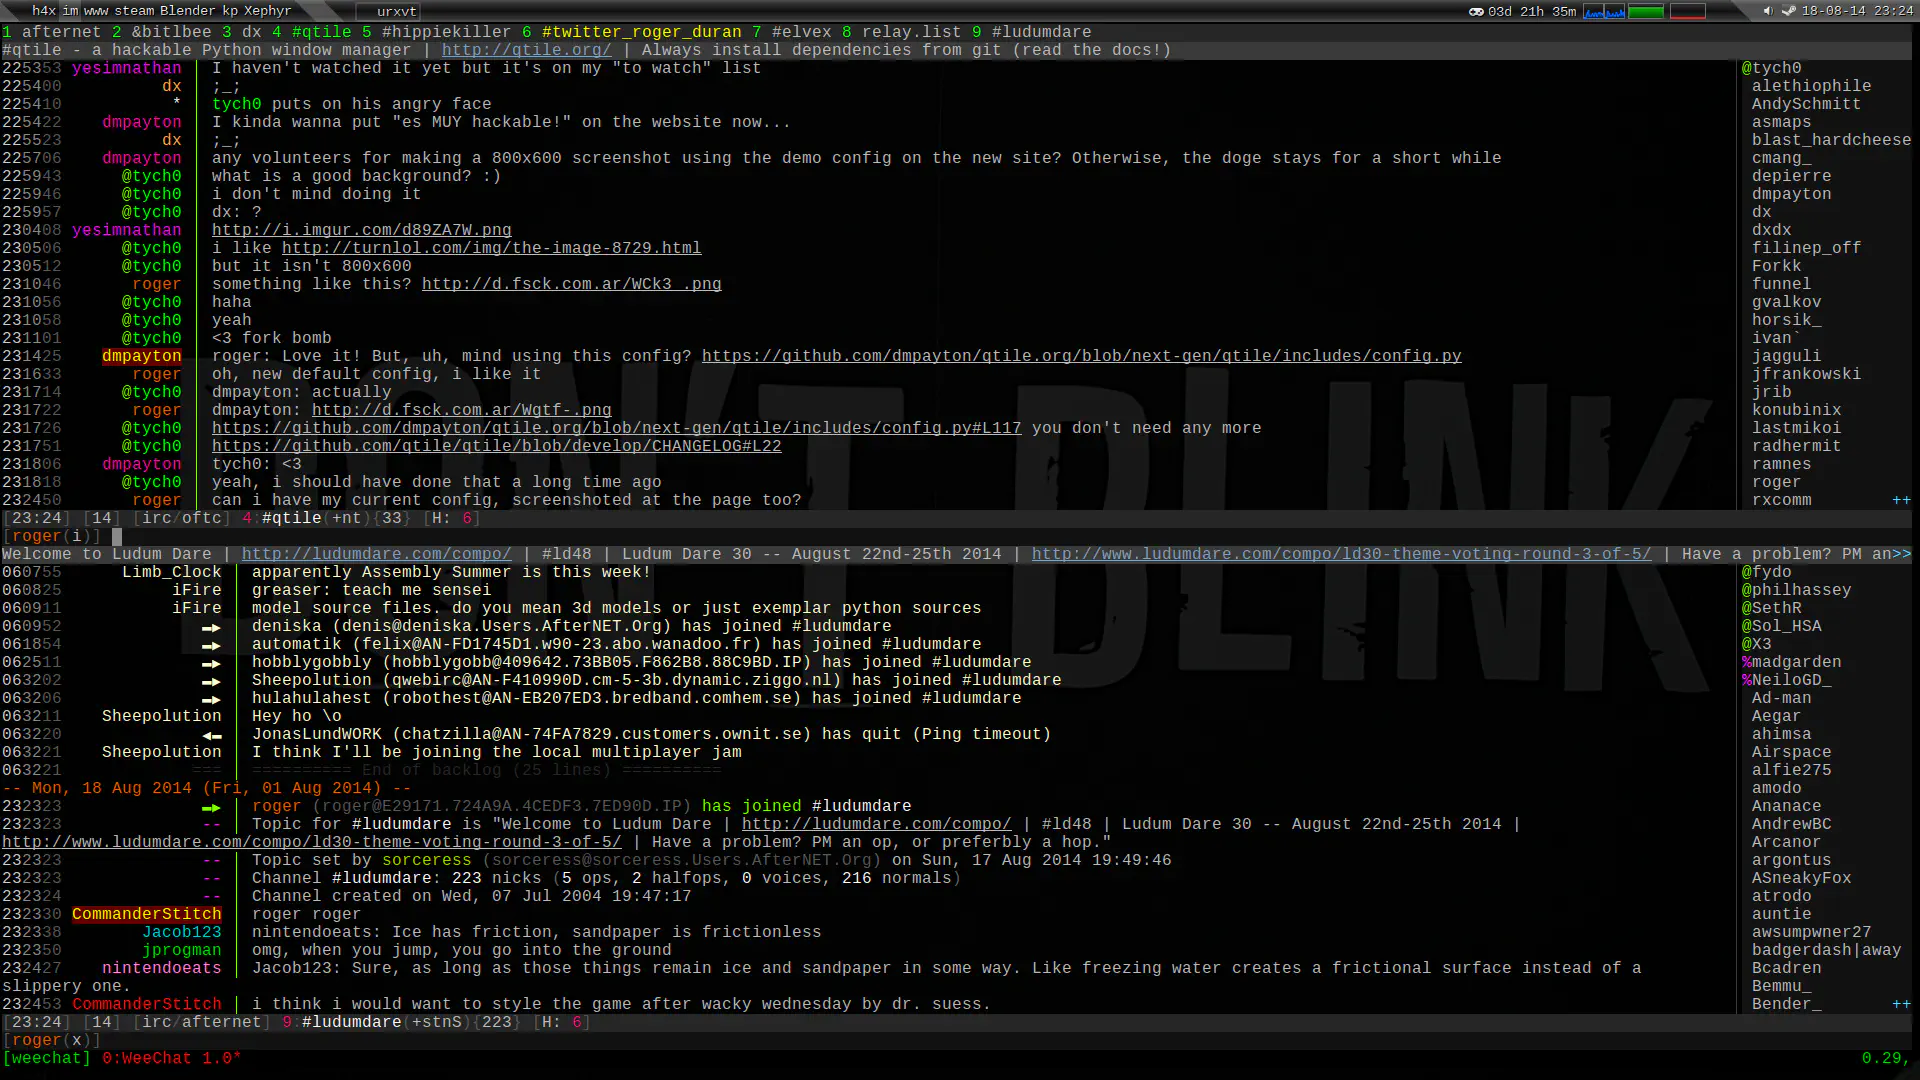 h4x im www steam Blender kp Xephyr urxvt 03d 21h 35m 18-08-14 23:24
1 afternet 2 &bitlbee 3 dx 4 #qtile 5 #hippiekiller 6 #twitter_roger_duran 7 #elvex 8 relay.list 9 #ludumdare
#qtile - a hackable Python window manager | http://qtile.org/ | Always install dependencies from git (read the docs!)
225353 yesimnathan | I haven't watched it yet but it's on my "to watch" list @tych0
225400 dx | ;_; alethiophile
225410 * | tych0 puts on his angry face AndySchmitt
225422 dmpayton | I kinda wanna put "es MUY hackable!" on the website now... asmaps
225523 dx | ;_; blast_hardcheese
225706 dmpayton | any volunteers for making a 800x600 screenshot using the demo config on the new site? Otherwise, the doge stays for a short while cmang_
225943 @tych0 | what is a good background? :) depierre
225946 @tych0 | i don't mind doing it dmpayton
225957 @tych0 | dx: ? dx
230408 yesimnathan | http://i.imgur.com/d89ZA7W.png dxdx
230506 @tych0 | i like http://turnlol.com/img/the-image-8729.html filinep_off
230512 @tych0 | but it isn't 800x600 Forkk
231046 roger | something like this? http://d.fsck.com.ar/WCk3_.png funnel
231056 @tych0 | haha gvalkov
231058 @tych0 | yeah horsik_
231101 @tych0 | <3 fork bomb ivan`
231425 dmpayton | roger: Love it! But, uh, mind using this config? https://github.com/dmpayton/qtile.org/blob/next-gen/qtile/includes/config.py jagguli
231633 roger | oh, new default config, i like it jfrankowski
231714 @tych0 | dmpayton: actually jrib
231722 roger | dmpayton: http://d.fsck.com.ar/Wgtf-.png konubinix
231726 @tych0 | https://github.com/dmpayton/qtile.org/blob/next-gen/qtile/includes/config.py#L117 you don't need any more lastmikoi
231751 @tych0 | https://github.com/qtile/qtile/blob/develop/CHANGELOG#L22 radhermit
231806 dmpayton | tych0: <3 ramnes
231818 @tych0 | yeah, i should have done that a long time ago roger
232450 roger | can i have my current config, screenshoted at the page too? rxcomm ++
[23:24] [14] [irc/oftc] 4:#qtile(+nt){33} [H: 6]
[roger(i)]
Welcome to Ludum Dare | http://ludumdare.com/compo/ | #ld48 | Ludum Dare 30 -- August 22nd-25th 2014 | http://www.ludumdare.com/compo/ld30-theme-voting-round-3-of-5/ | Have a problem? PM an>>
060755 Limb_Clock | apparently Assembly Summer is this week! @fydo
060825 iFire | greaser: teach me sensei @philhassey
060911 iFire | model source files. do you mean 3d models or just exemplar python sources @SethR
060952 | deniska (denis@deniska.Users.AfterNET.Org) has joined #ludumdare @Sol_HSA
061854 | automatik (felix@AN-FD1745D1.w90-23.abo.wanadoo.fr) has joined #ludumdare @X3
062511 | hobblygobbly (hobblygobb@409642.73BB05.F862B8.88C9BD.IP) has joined #ludumdare %madgarden
063202 | Sheepolution (qwebirc@AN-F410990D.cm-5-3b.dynamic.ziggo.nl) has joined #ludumdare %NeiloGD_
063206 | hulahulahest (robothest@AN-EB207ED3.bredband.comhem.se) has joined #ludumdare Ad-man
063211 Sheepolution | Hey ho \o Aegar
063220 | JonasLundWORK (chatzilla@AN-74FA7829.customers.ownit.se) has quit (Ping timeout) ahimsa
063221 Sheepolution | I think I'll be joining the local multiplayer jam Airspace
063221 === | ========== End of backlog (25 lines) ========== alfie275
-- Mon, 18 Aug 2014 (Fri, 01 Aug 2014) -- amodo
232323 | roger (roger@E29171.724A9A.4CEDF3.7ED90D.IP) has joined #ludumdare Ananace
232323 -- | Topic for #ludumdare is "Welcome to Ludum Dare | http://ludumdare.com/compo/ | #ld48 | Ludum Dare 30 -- August 22nd-25th 2014 | AndrewBC
http://www.ludumdare.com/compo/ld30-theme-voting-round-3-of-5/ | Have a problem? PM an op, or preferbly a hop." Arcanor
232323 -- | Topic set by sorceress (sorceress@sorceress.Users.AfterNET.Org) on Sun, 17 Aug 2014 19:49:46 argontus
232323 -- | Channel #ludumdare: 223 nicks (5 ops, 2 halfops, 0 voices, 216 normals) ASneakyFox
232324 -- | Channel created on Wed, 07 Jul 2004 19:47:17 atrodo
232330 CommanderStitch | roger roger auntie
232338 Jacob123 | nintendoeats: Ice has friction, sandpaper is frictionless awsumpwner27
232350 jprogman | omg, when you jump, you go into the ground badgerdash|away
232427 nintendoeats | Jacob123: Sure, as long as those things remain ice and sandpaper in some way. Like freezing water creates a frictional surface instead of a Bcadren
slippery one. Bemmu_
232453 CommanderStitch | i think i would want to style the game after wacky wednesday by dr. suess. Bender_ ++
[23:24] [14] [irc/afternet] 9:#ludumdare(+stnS){223} [H: 6]
[roger(x)]
[weechat] 0:WeeChat 1.0* 0.29,
DON'T BLINK